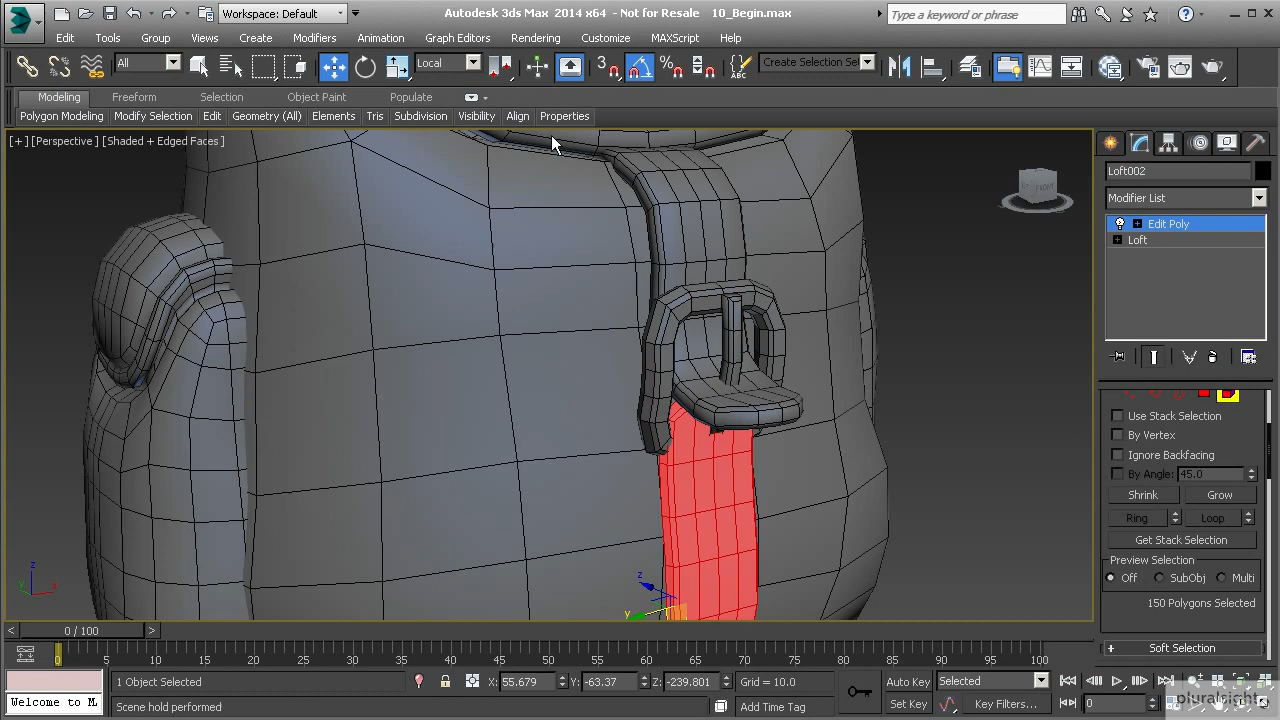 Workspace: Default
Autodesk 3ds Max 2014 x64 - Not for Resale 10_Begin.max
Type a keyword or phrase
Edit Tools Group Views Create Modifiers Animation Graph Editors Rendering Customize MAXScript Help
All
Local
3
Create Selection Se
Modeling Freeform Selection Object Paint Populate
Polygon Modeling Modify Selection Edit Geometry (All) Elements Tris Subdivision Visibility Align Properties
[+] [Perspective] [Shaded + Edged Faces]
FRONT
Loft002
Modifier List
Edit Poly
Loft
Use Stack Selection
By Vertex
Ignore Backfacing
By Angle: 45.0
Shrink Grow
Ring Loop
Get Stack Selection
Preview Selection
Off SubObj Multi
150 Polygons Selected
z
y
x
z
y
< 0 / 100 >
+ Soft Selection
0 5 10 15 20 25 30 35 40 45 50 55 60 65 70 75 80 85 90 95 100
1 Object Selected
X: 55.679 Y: -63.37 Z: -239.801 Grid = 10.0
Auto Key Selected
Welcome to M
Scene hold performed
Add Time Tag
Set Key Key Filters... 0
pluralsight